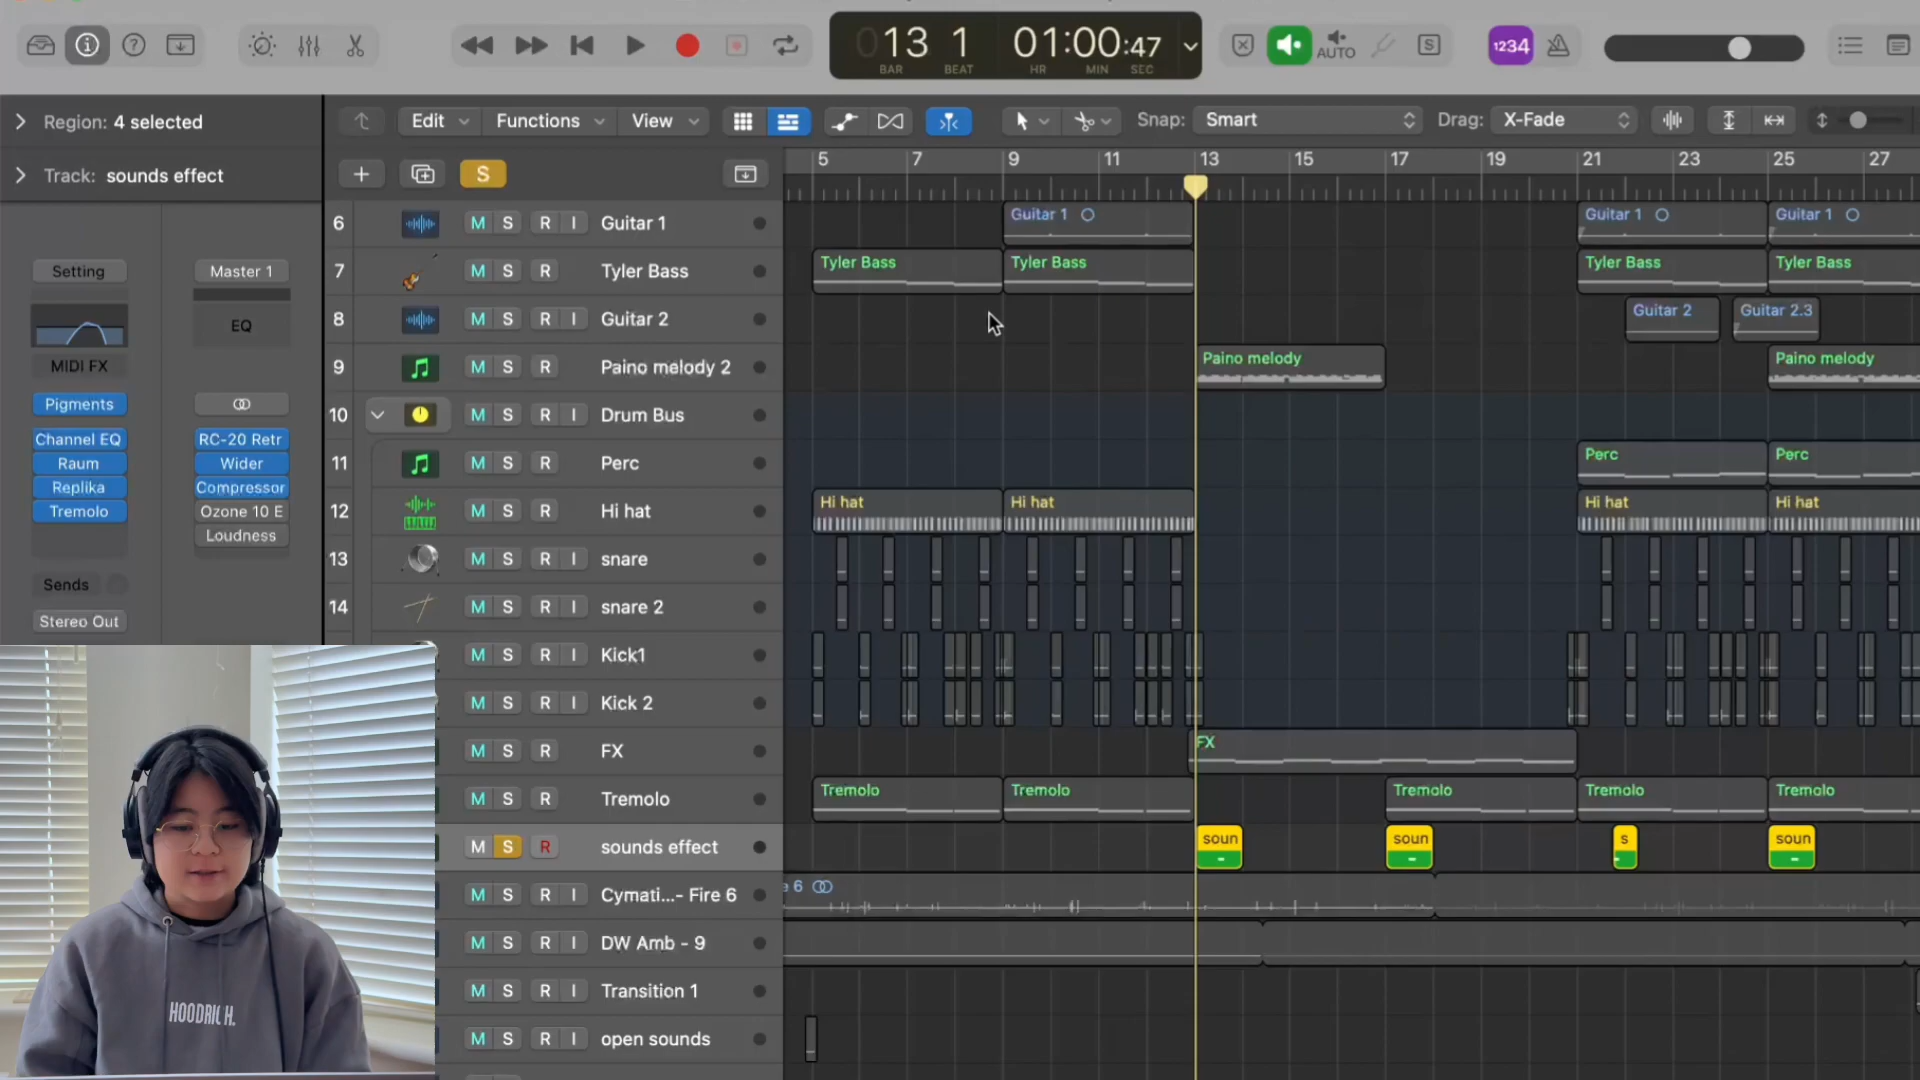 013 1 01:00:47
BAR BEAT HR MIN SEC
AUTO
S
1234
Region: 4 selected
Edit Functions View
Snap: Smart
Drag: X-Fade
Track: sounds effect
S
5 7 9 11 13 15 17 19 21 23 25 27
6 M S R I Guitar 1
Guitar 1 Guitar 1 Guitar 1
7 M S R Tyler Bass
Tyler Bass Tyler Bass Tyler Bass Tyler Bass
8 M S R I Guitar 2
Guitar 2 Guitar 2.3
9 M S R Paino melody 2
Paino melody Paino melody
10 M S R I Drum Bus
11 M S R Perc
Perc Perc
12 M S R Hi hat
Hi hat Hi hat Hi hat Hi hat
13 M S R I snare
14 M S R I snare 2
M S R I Kick1
M S R I Kick 2
M S R FX
FX
M S R Tremolo
Tremolo Tremolo Tremolo Tremolo Tremolo
M S R sounds effect
soun soun s soun
M S R I Cymati...- Fire 6
e 6
M S R I DW Amb - 9
M S R I Transition 1
M S R I open sounds
Setting
MIDI FX
Pigments
Channel EQ
Raum
Replika
Tremolo
Sends
Stereo Out
Master 1
EQ
RC-20 Retr
Wider
Compressor
Ozone 10 E
Loudness
HOODRICH.